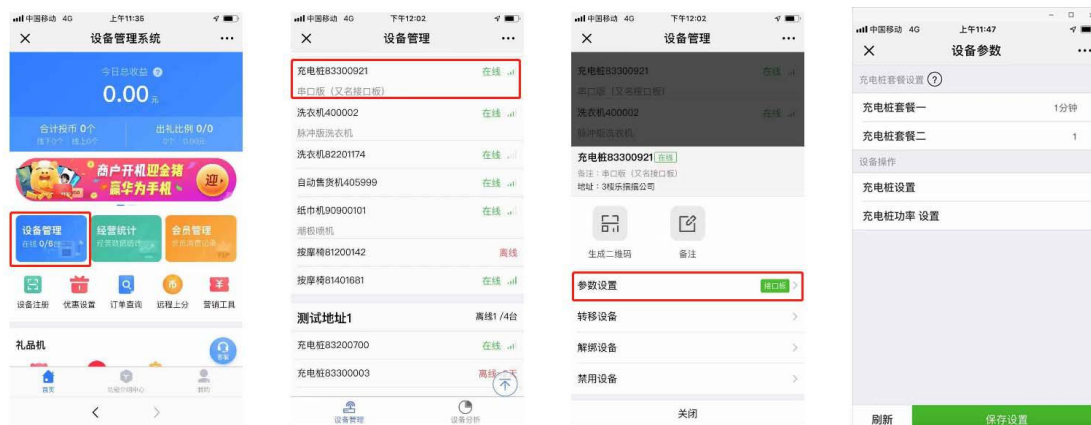 中国移动 4G 上午11:35
设备管理系统
今日总收益
0.00 元
合计投币 0个 出礼比例 0/0
线下0个 线上0个
商户开机迎金猪
赢华为手机
迎
设备管理 经营统计 会员管理
在线 0/6台 经营数据统计
设备注册 优惠设置 订单查询 远程上分 营销工具
礼品机
首页 我的
中国移动 4G 下午12:02
设备管理
充电桩83300921 在线
串口版(又名接口板)
洗衣机400002 在线
脉冲版洗衣机
洗衣机82201174 在线
自动售货机405999 在线
纸巾机90900101 在线
潮极喷机
按摩椅81200142 离线
按摩椅81401681 在线
测试地址1 离线1 /4台
充电桩83200700 在线
充电桩83300003
设备管理 设备分析
中国移动 4G 下午12:02
设备管理
充电桩83300921 在线
串口版(又名接口板)
洗衣机400002 在线
脉冲版洗衣机
充电桩83300921 在线
备注:串口版(又名接口板)
地址:3楼乐摇摇公司
生成二维码 备注
参数设置 接口板
转移设备
解绑设备
禁用设备
关闭
中国移动 4G 上午11:47
设备参数
充电桩套餐设置 ?
充电桩套餐一 1分钟
充电桩套餐二 1
设备操作
充电桩设置
充电桩功率 设置
刷新 保存设置